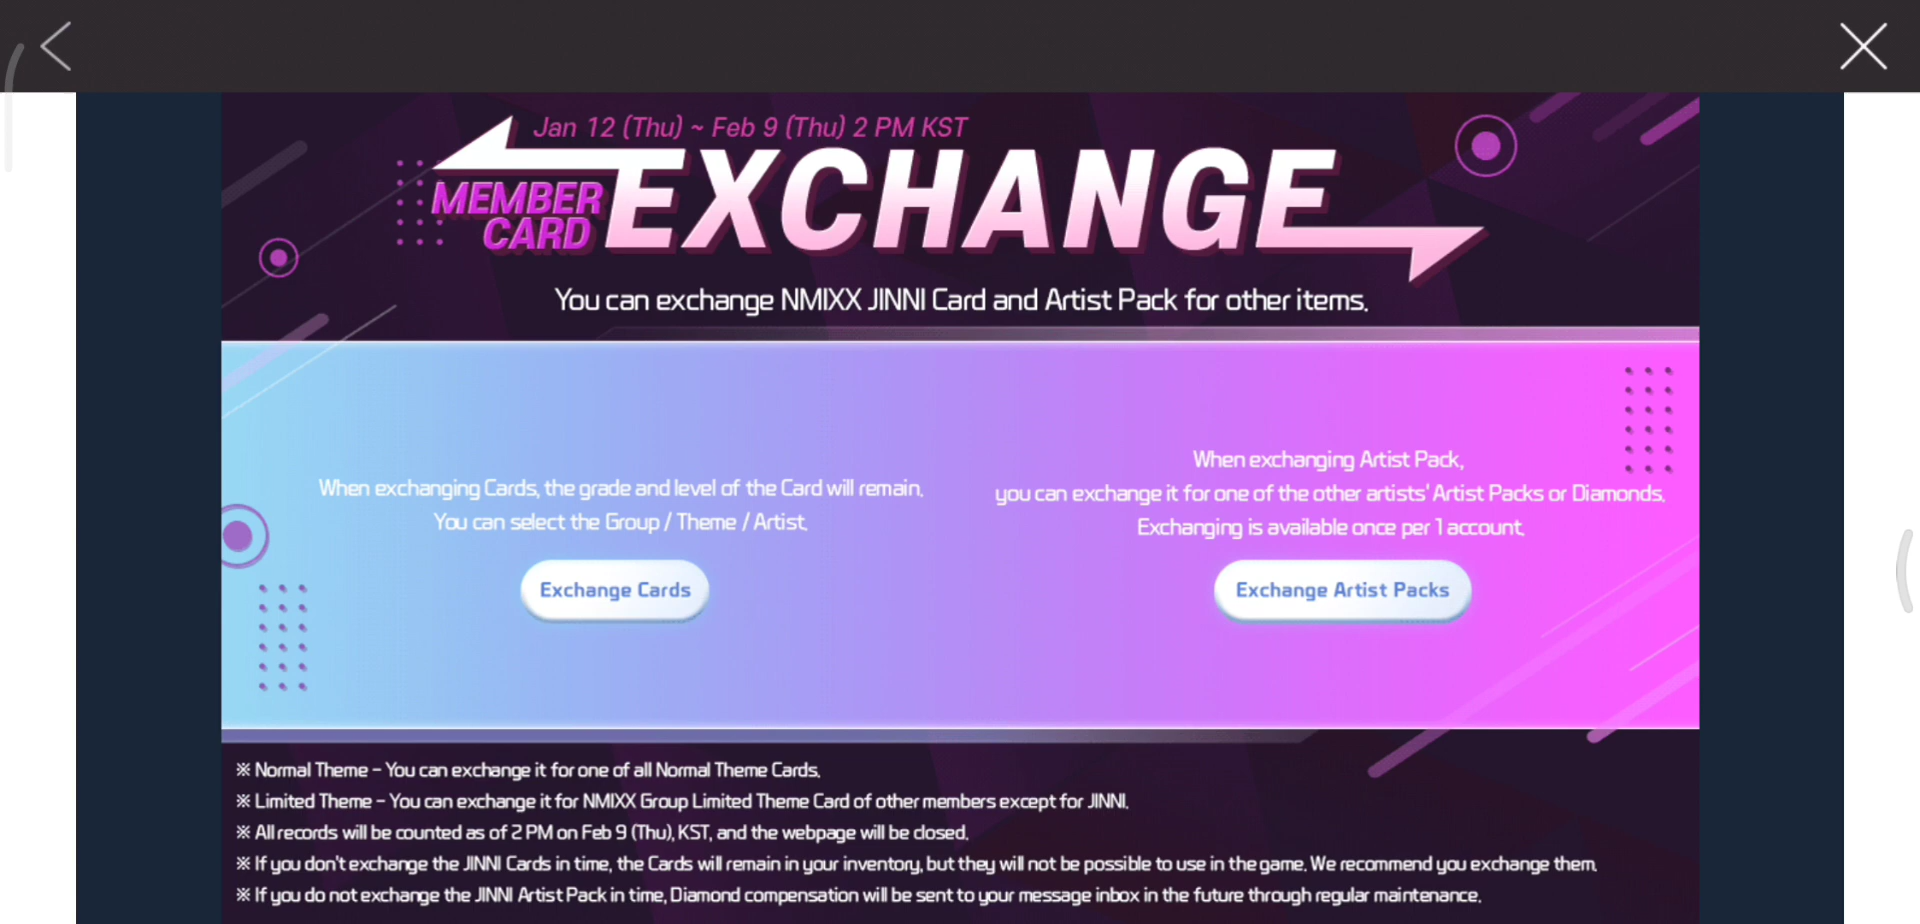 Jan 12 (Thu) ~ Feb 9 (Thu) 2 PM KST
MEMBER
CARD
EXCHANGE
You can exchange NMIXX JINNI Card and Artist Pack for other items.
When exchanging Cards, the grade and level of the Card will remain.
You can select the Group / Theme / Artist.
Exchange Cards
When exchanging Artist Pack,
you can exchange it for one of the other artists' Artist Packs or Diamonds.
Exchanging is available once per 1 account.
Exchange Artist Packs
※ Normal Theme - You can exchange it for one of all Normal Theme Cards.
※ Limited Theme - You can exchange it for NMIXX Group Limited Theme Card of other members except for JINNI.
※ All records will be counted as of 2 PM on Feb 9 (Thu), KST, and the webpage will be closed.
※ If you don't exchange the JINNI Cards in time, the Cards will remain in your inventory, but they will not be possible to use in the game. We recommend you exchange them.
※ If you do not exchange the JINNI Artist Pack in time, Diamond compensation will be sent to your message inbox in the future through regular maintenance.